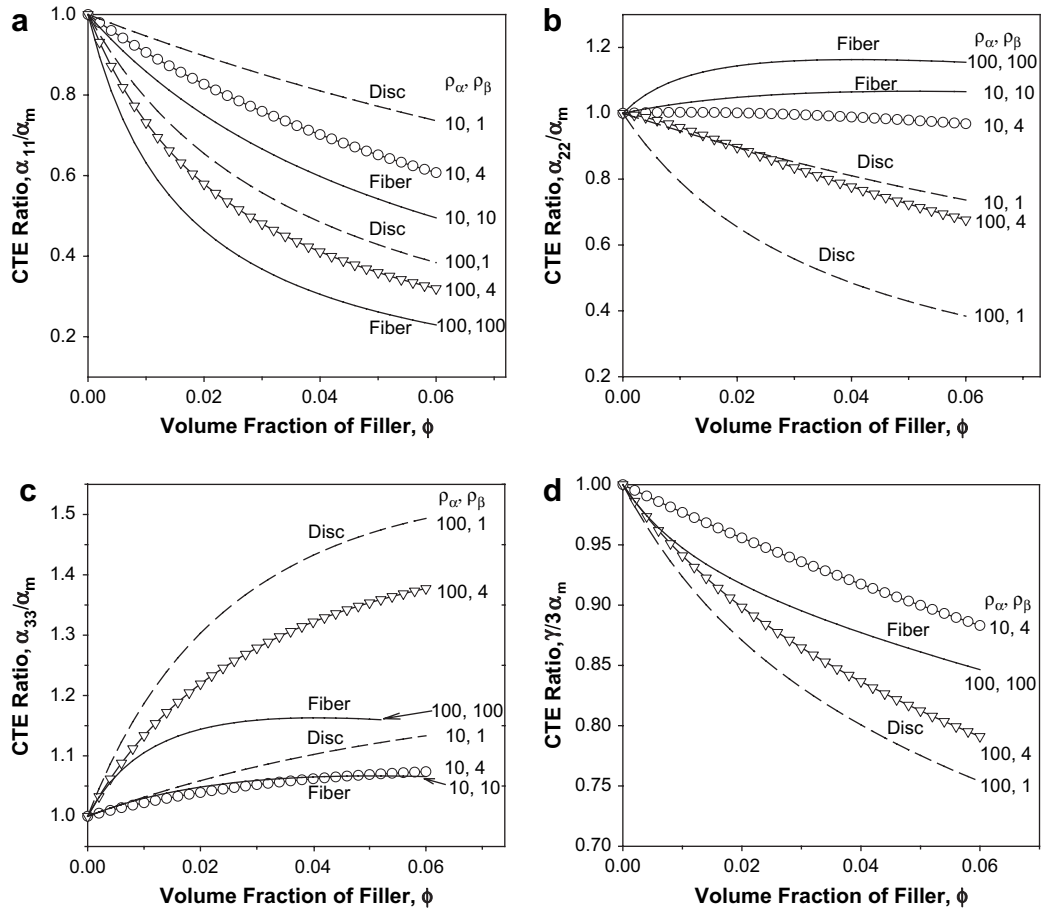 a
CTE Ratio, α11/αm
1.0
0.8
0.6
0.4
0.2
0.00
0.02
0.04
0.06
Volume Fraction of Filler, ϕ
ρα, ρβ
Disc
10, 1
10, 4
Fiber
10, 10
Disc
100,1
100, 4
Fiber
100, 100
b
CTE Ratio, α22/αm
1.2
1.0
0.8
0.6
0.4
0.2
0.00
0.02
0.04
0.06
Volume Fraction of Filler, ϕ
ρα, ρβ
Fiber
100, 100
Fiber
10, 10
10, 4
Disc
10, 1
100, 4
Disc
100, 1
c
CTE Ratio, α33/αm
1.5
1.4
1.3
1.2
1.1
1.0
0.00
0.02
0.04
0.06
Volume Fraction of Filler, ϕ
ρα, ρβ
Disc
100, 1
100, 4
Fiber
100, 100
Disc
10, 1
10, 4
Fiber
10, 10
d
CTE Ratio, γ/3αm
1.00
0.95
0.90
0.85
0.80
0.75
0.70
0.00
0.02
0.04
0.06
Volume Fraction of Filler, ϕ
ρα, ρβ
10, 4
Fiber
100, 100
Disc
100, 4
100, 1